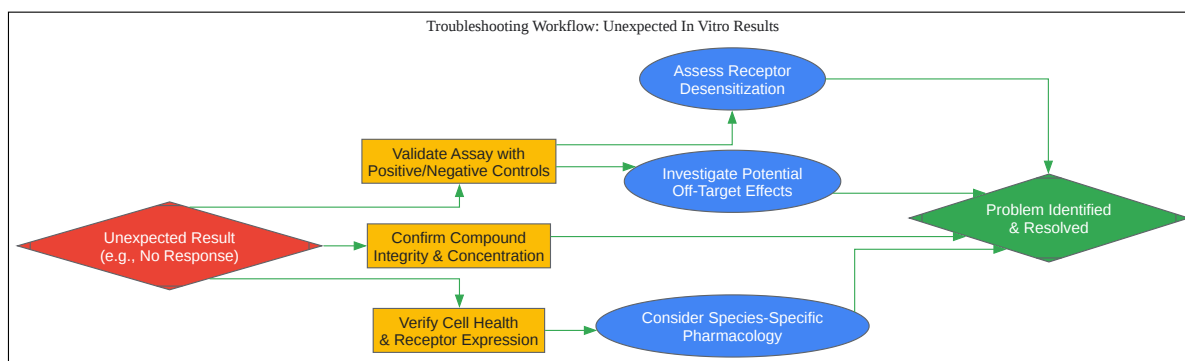 Troubleshooting Workflow: Unexpected In Vitro Results
Assess Receptor
Desensitization
Validate Assay with
Positive/Negative Controls
Investigate Potential
Off-Target Effects
Problem Identified
& Resolved
Unexpected Result
(e.g., No Response)
Confirm Compound
Integrity & Concentration
Verify Cell Health
& Receptor Expression
Consider Species-Specific
Pharmacology